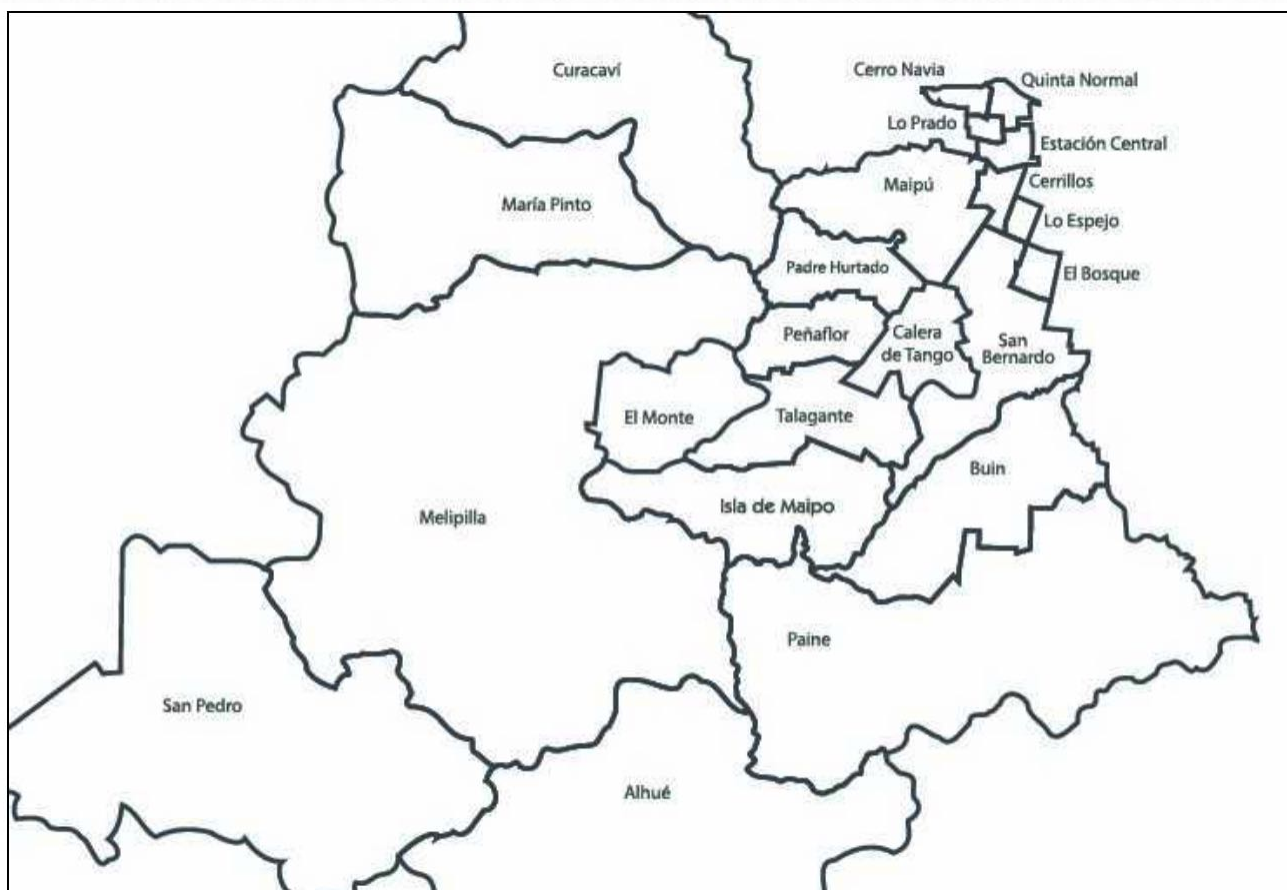 Curacaví
Cerro Navia
Quinta Normal
Lo Prado
Estación Central
Maipú
Cerrillos
María Pinto
Lo Espejo
Padre Hurtado
El Bosque
Peñaflor
Calera
de Tango
San
Bernardo
El Monte
Talagante
Buin
Isla de Maipo
Melipilla
Paine
San Pedro
Alhué